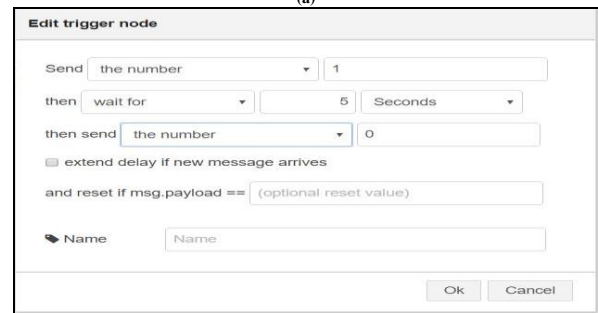 (a)
Edit trigger node
Send the number 1
then wait for 5 Seconds
then send the number 0
extend delay if new message arrives
and reset if msg.payload == (optional reset value)
Name Name
Ok Cancel